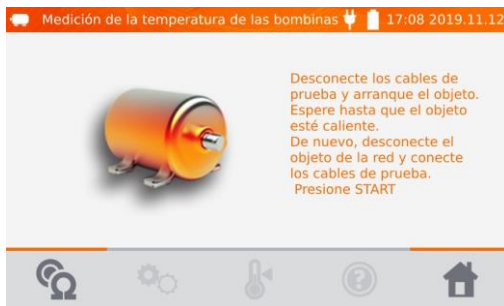 Medición de la temperatura de las bombinas 17:08 2019.11.12
Desconecte los cables de
prueba y arranque el objeto.
Espere hasta que el objeto
esté caliente.
De nuevo, desconecte el
objeto de la red y conecte
los cables de prueba.
Presione START